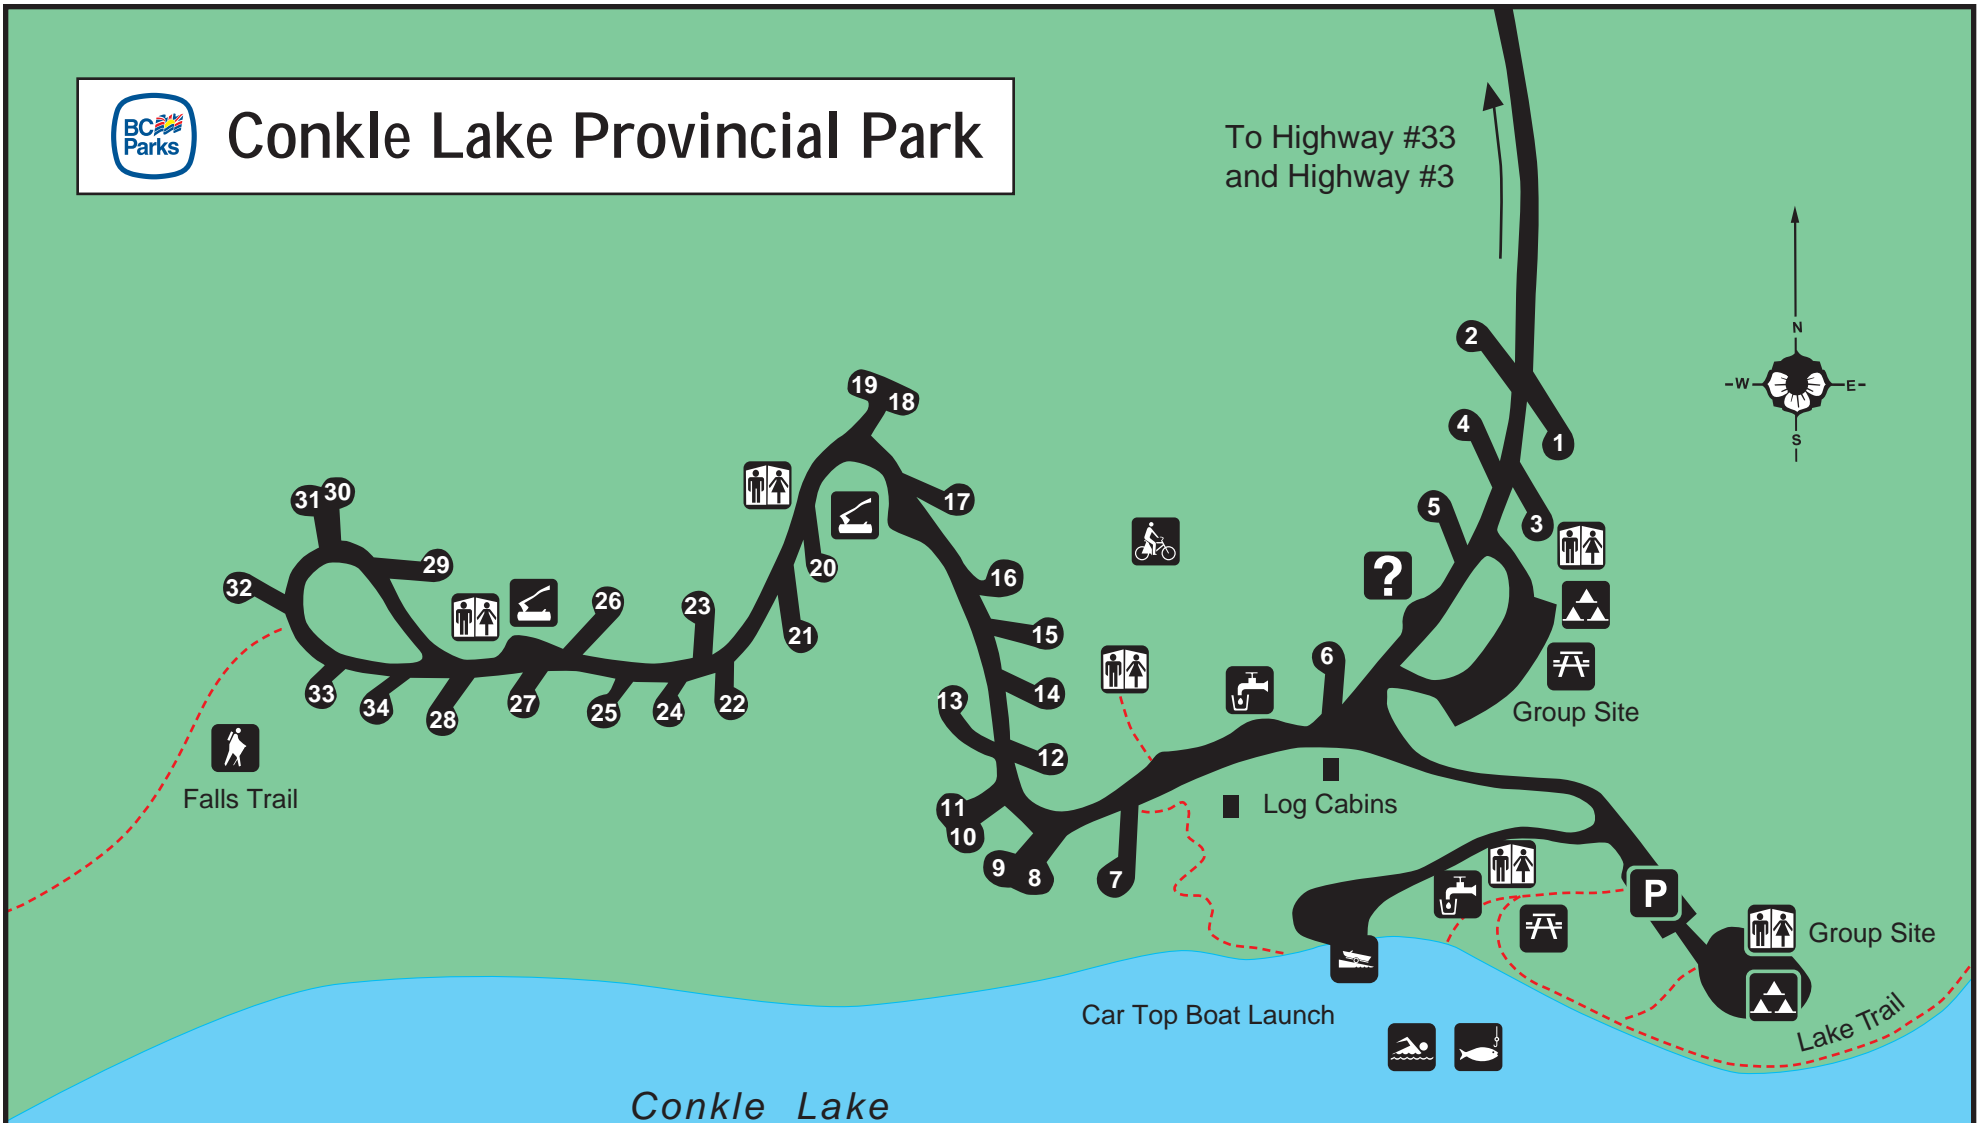 BC
Parks
Conkle Lake Provincial Park
To Highway #33
and Highway #3
N
W
E
S
2
1
4
3
5
19
18
17
31
30
29
32
20
26
23
21
16
15
14
13
12
33
34
28
27
25
24
22
6
?
Group Site
Falls Trail
11
10
9
8
7
Log Cabins
P
Group Site
Car Top Boat Launch
Lake Trail
Conkle Lake